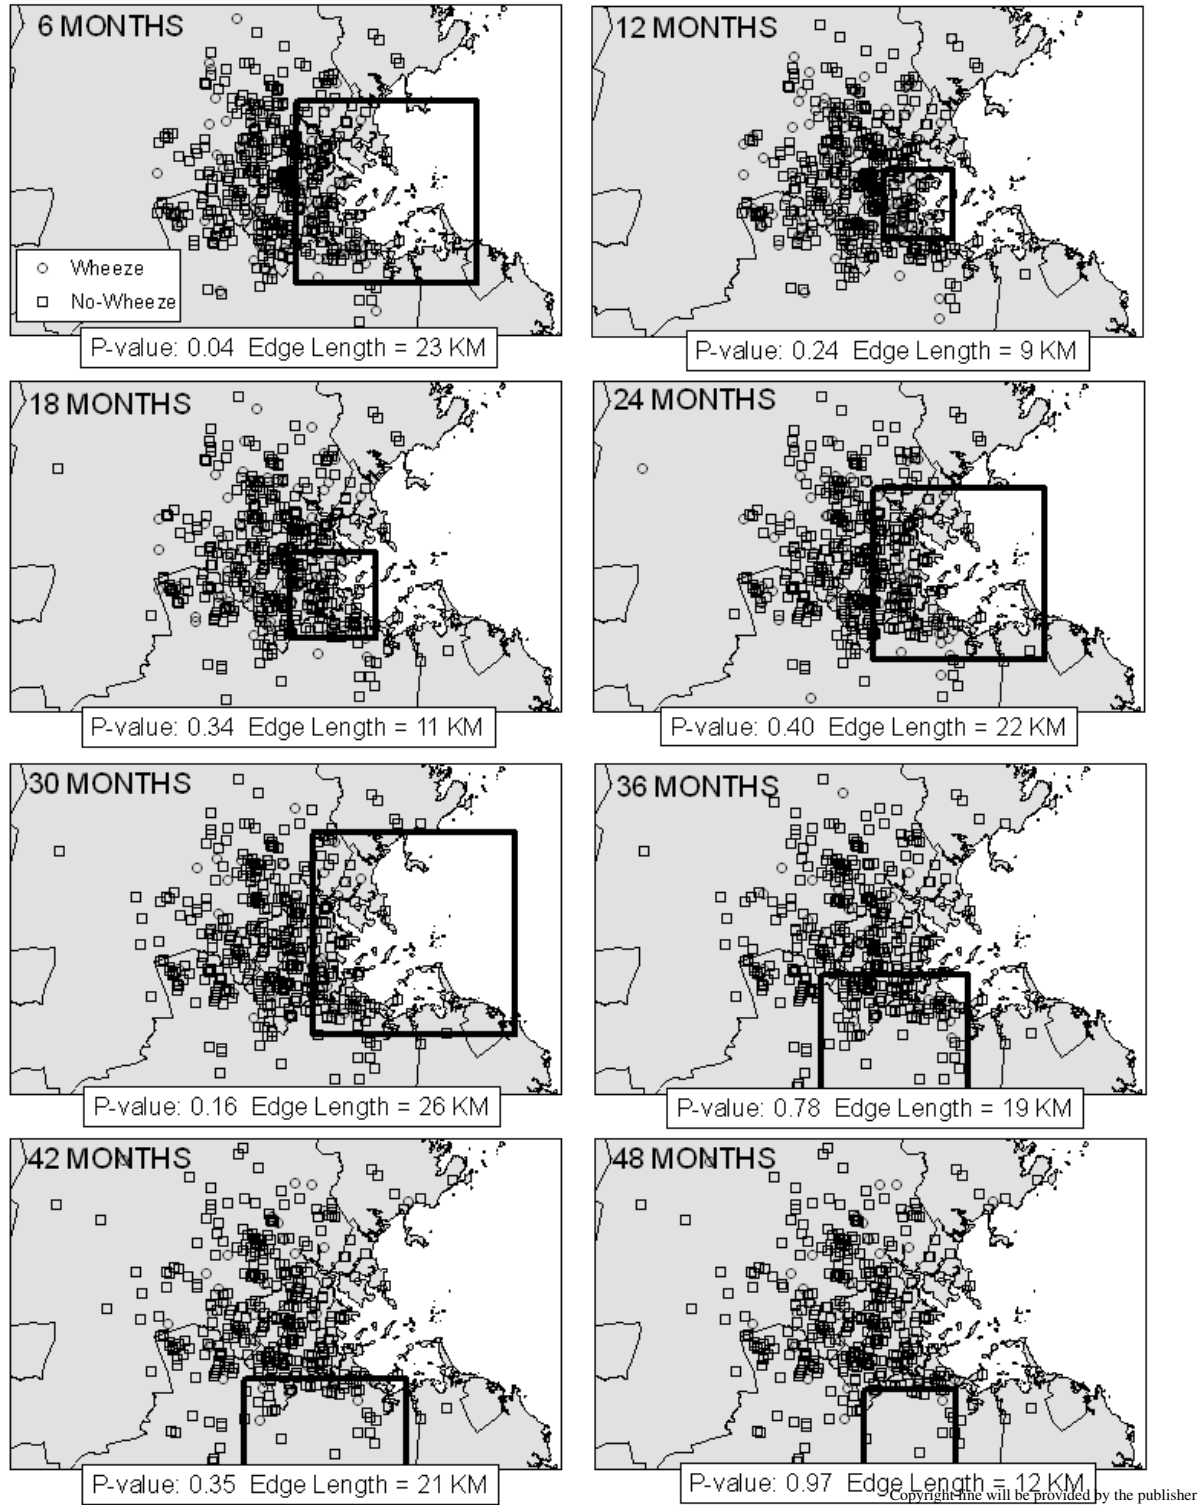 6 MONTHS
Wheeze
No-Wheeze
P-value: 0.04 Edge Length = 23 KM
12 MONTHS
P-value: 0.24 Edge Length = 9 KM
18 MONTHS
P-value: 0.34 Edge Length = 11 KM
24 MONTHS
P-value: 0.40 Edge Length = 22 KM
30 MONTHS
P-value: 0.16 Edge Length = 26 KM
36 MONTHS
P-value: 0.78 Edge Length = 19 KM
42 MONTHS
P-value: 0.35 Edge Length = 21 KM
48 MONTHS
P-value: 0.97 Edge Length = 12 KM
Copyright line will be provided by the publisher